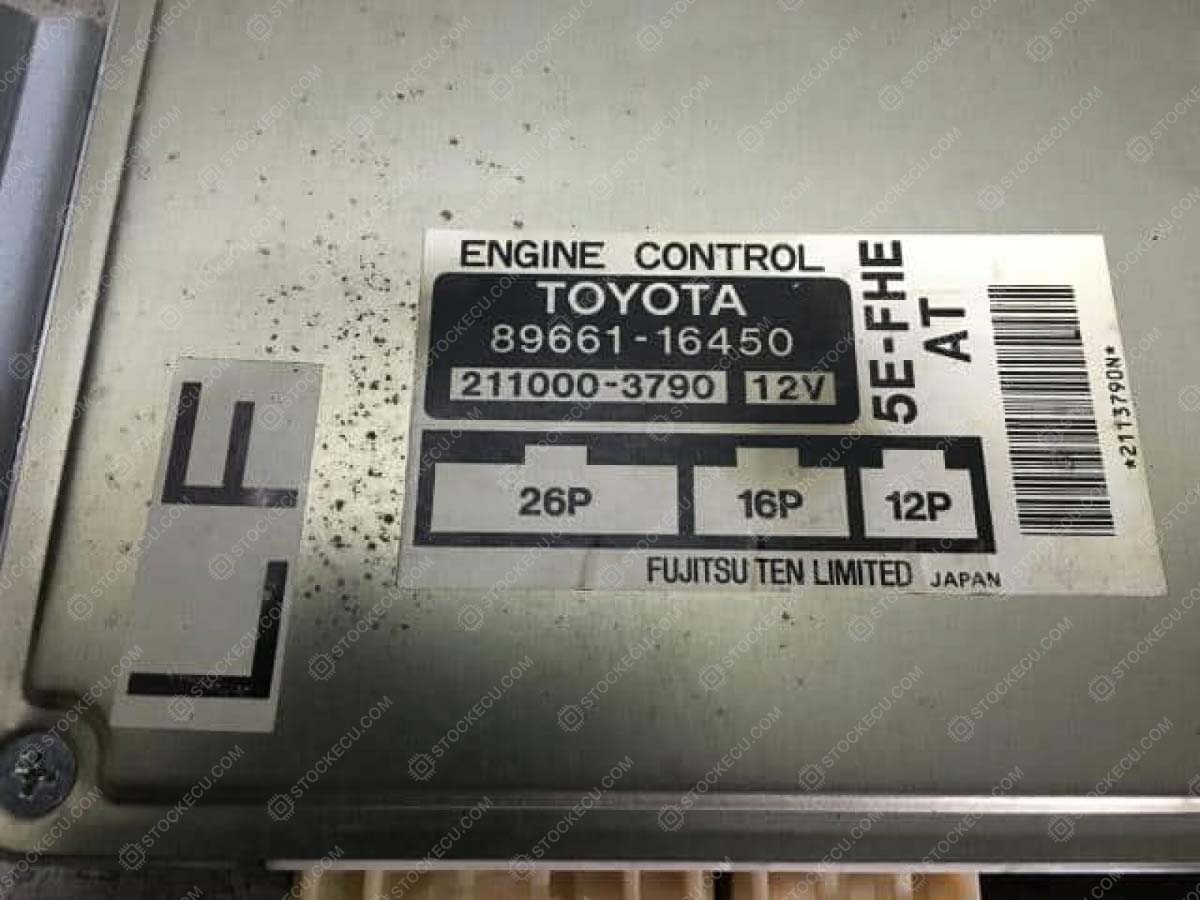 ENGINE CONTROL
TOYOTA
89661-16450
211000-3790 12V
5E-FHE
AT
26P 16P 12P
FUJITSU TEN LIMITED JAPAN
*2113790N*
LF
STOCKECU.COM